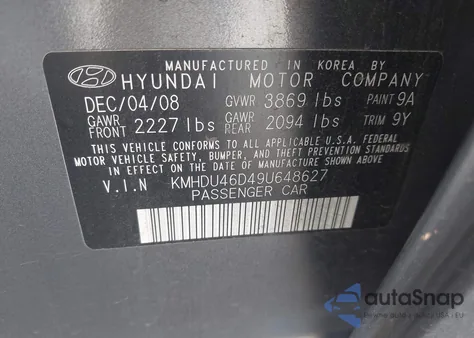 MANUFACTURED IN KOREA BY
HYUNDAI MOTOR COMPANY
DEC/04/08 GVWR 3869 lbs PAINT 9A
GAWR FRONT 2227 lbs GAWR REAR 2094 lbs TRIM 9Y
THIS VEHICLE CONFORMS TO ALL APPLICABLE U.S.A. FEDERAL
MOTOR VEHICLE SAFETY, BUMPER, AND THEFT PREVENTION STANDARDS
IN EFFECT ON THE DATE OF MANUFACTURE SHOWN ABOVE.
V.I.N KMHDU46D49U648627
PASSENGER CAR
autoSnap